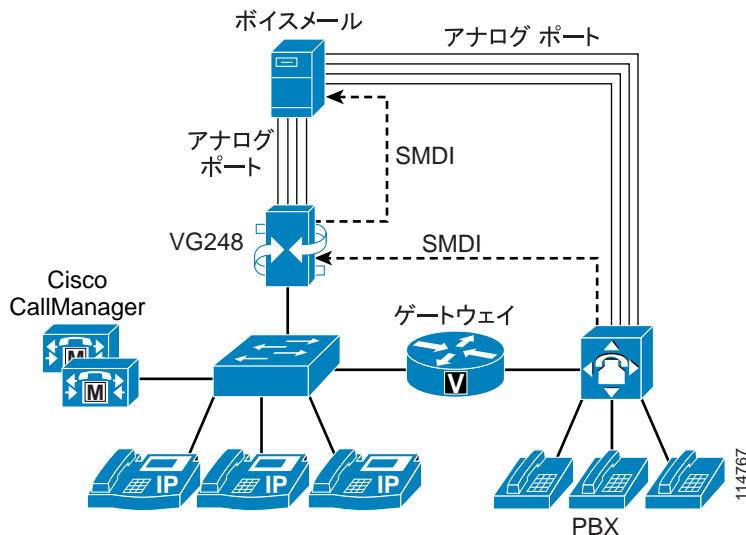 ボイスメール
アナログ ポート
アナログ
ポート
SMDI
VG248
SMDI
Cisco
CallManager
ゲートウェイ
M
M
V
IP
IP
IP
PBX
114767